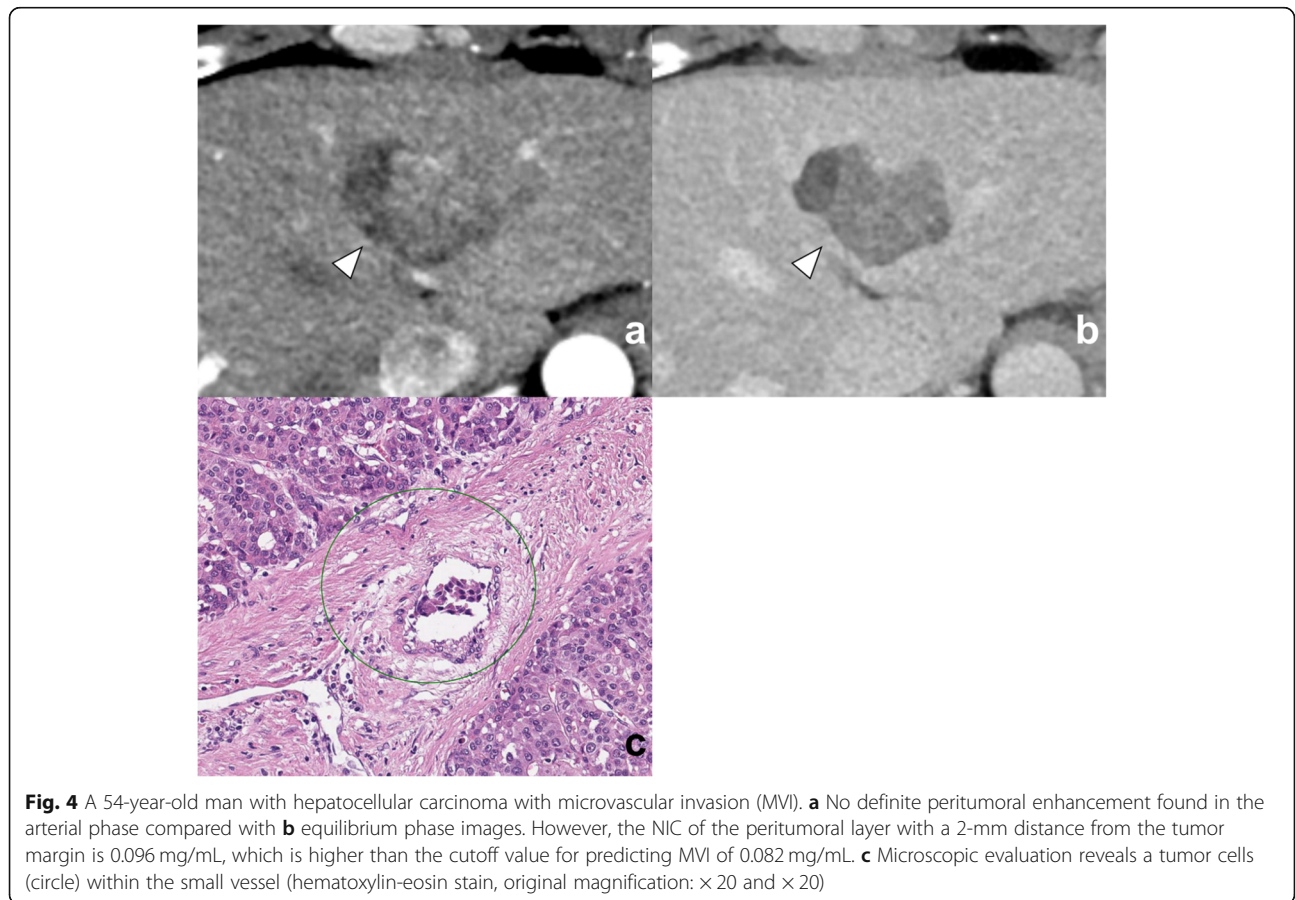 a
b
c
Fig. 4 A 54-year-old man with hepatocellular carcinoma with microvascular invasion (MVI). a No definite peritumoral enhancement found in the
arterial phase compared with b equilibrium phase images. However, the NIC of the peritumoral layer with a 2-mm distance from the tumor
margin is 0.096 mg/mL, which is higher than the cutoff value for predicting MVI of 0.082 mg/mL. c Microscopic evaluation reveals a tumor cells
(circle) within the small vessel (hematoxylin-eosin stain, original magnification: × 20 and × 20)